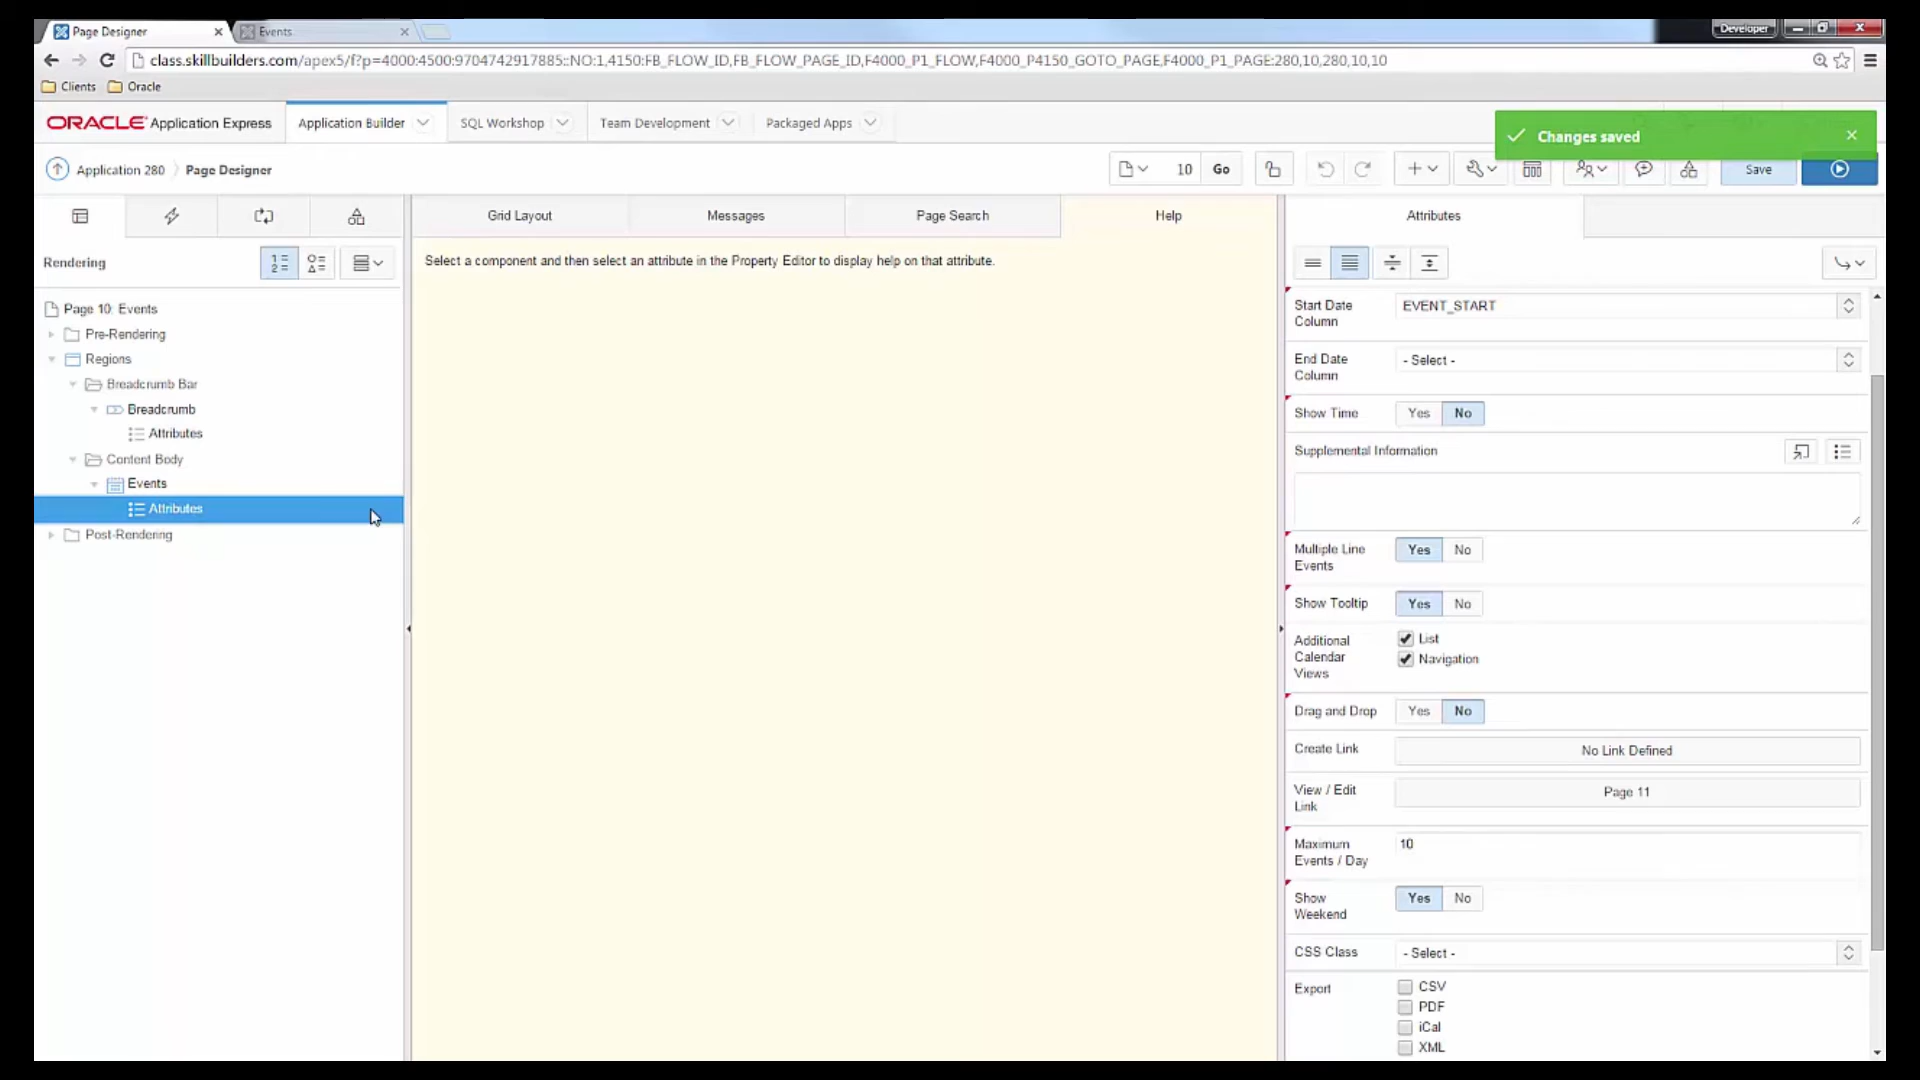 Page Designer
Events
Developer
class.skillbuilders.com/apex5/f?p=4000:4500:9704742917885::NO:1,4150:FB_FLOW_ID,FB_FLOW_PAGE_ID,F4000_P1_FLOW,F4000_P4150_GOTO_PAGE,F4000_P1_PAGE:280,10,280,10,10
Clients
Oracle
ORACLE Application Express
Application Builder
SQL Workshop
Team Development
Packaged Apps
Changes saved
Application 280
Page Designer
10
Go
Save
Grid Layout
Messages
Page Search
Help
Attributes
Rendering
Select a component and then select an attribute in the Property Editor to display help on that attribute.
Page 10: Events
Pre-Rendering
Regions
Breadcrumb Bar
Breadcrumb
Attributes
Content Body
Events
Attributes
Post-Rendering
Start Date
Column
EVENT_START
End Date
Column
- Select -
Show Time
Yes
No
Supplemental Information
Multiple Line
Events
Yes
No
Show Tooltip
Yes
No
Additional
Calendar
Views
List
Navigation
Drag and Drop
Yes
No
Create Link
No Link Defined
View / Edit
Link
Page 11
Maximum
Events / Day
10
Show
Weekend
Yes
No
CSS Class
- Select -
Export
CSV
PDF
iCal
XML